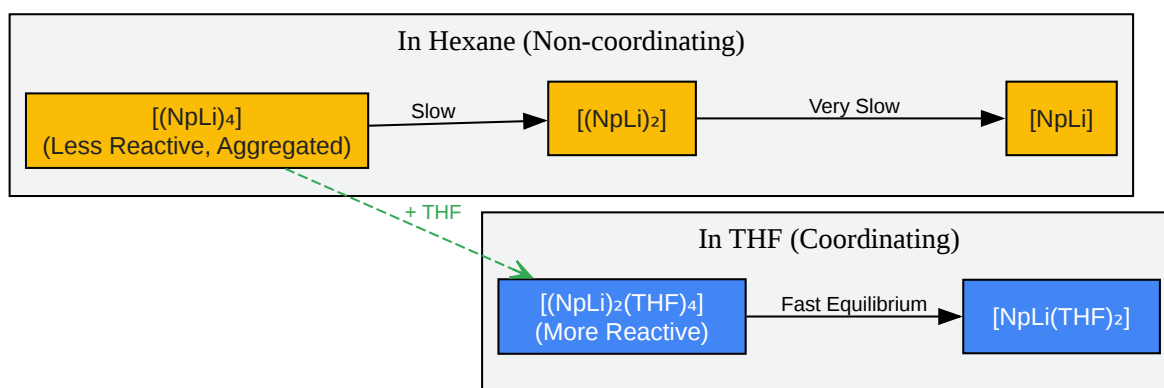 In Hexane (Non-coordinating)
[(NpLi)₄]
(Less Reactive, Aggregated)
Slow
[(NpLi)₂]
Very Slow
[NpLi]
+ THF
In THF (Coordinating)
[(NpLi)₂(THF)₄]
(More Reactive)
Fast Equilibrium
[NpLi(THF)₂]